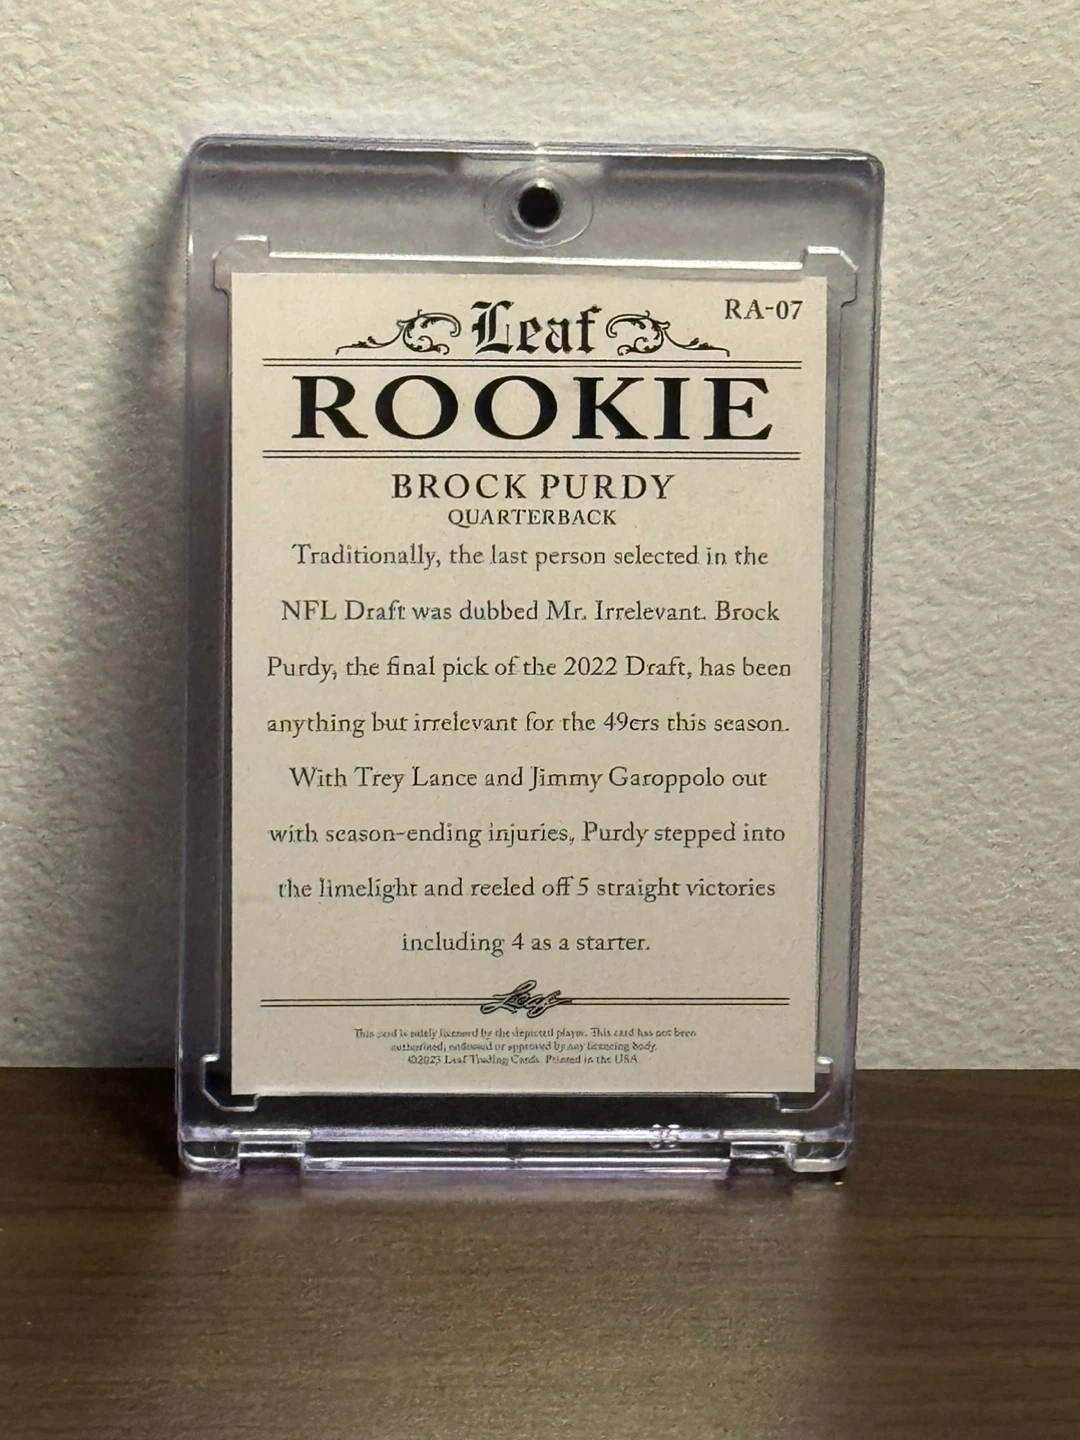 RA-07
Leaf
ROOKIE
BROCK PURDY
QUARTERBACK
Traditionally, the last person selected in the
NFL Draft was dubbed Mr. Irrelevant. Brock
Purdy, the final pick of the 2022 Draft, has been
anything but irrelevant for the 49ers this season.
With Trey Lance and Jimmy Garoppolo out
with season-ending injuries, Purdy stepped into
the limelight and reeled off 5 straight victories
including 4 as a starter.
Leaf
This card is solely licensed by the depicted player. This card has not been
authorized, endorsed or approved by any licensing body.
©2023 Leaf Trading Cards. Printed in the USA.